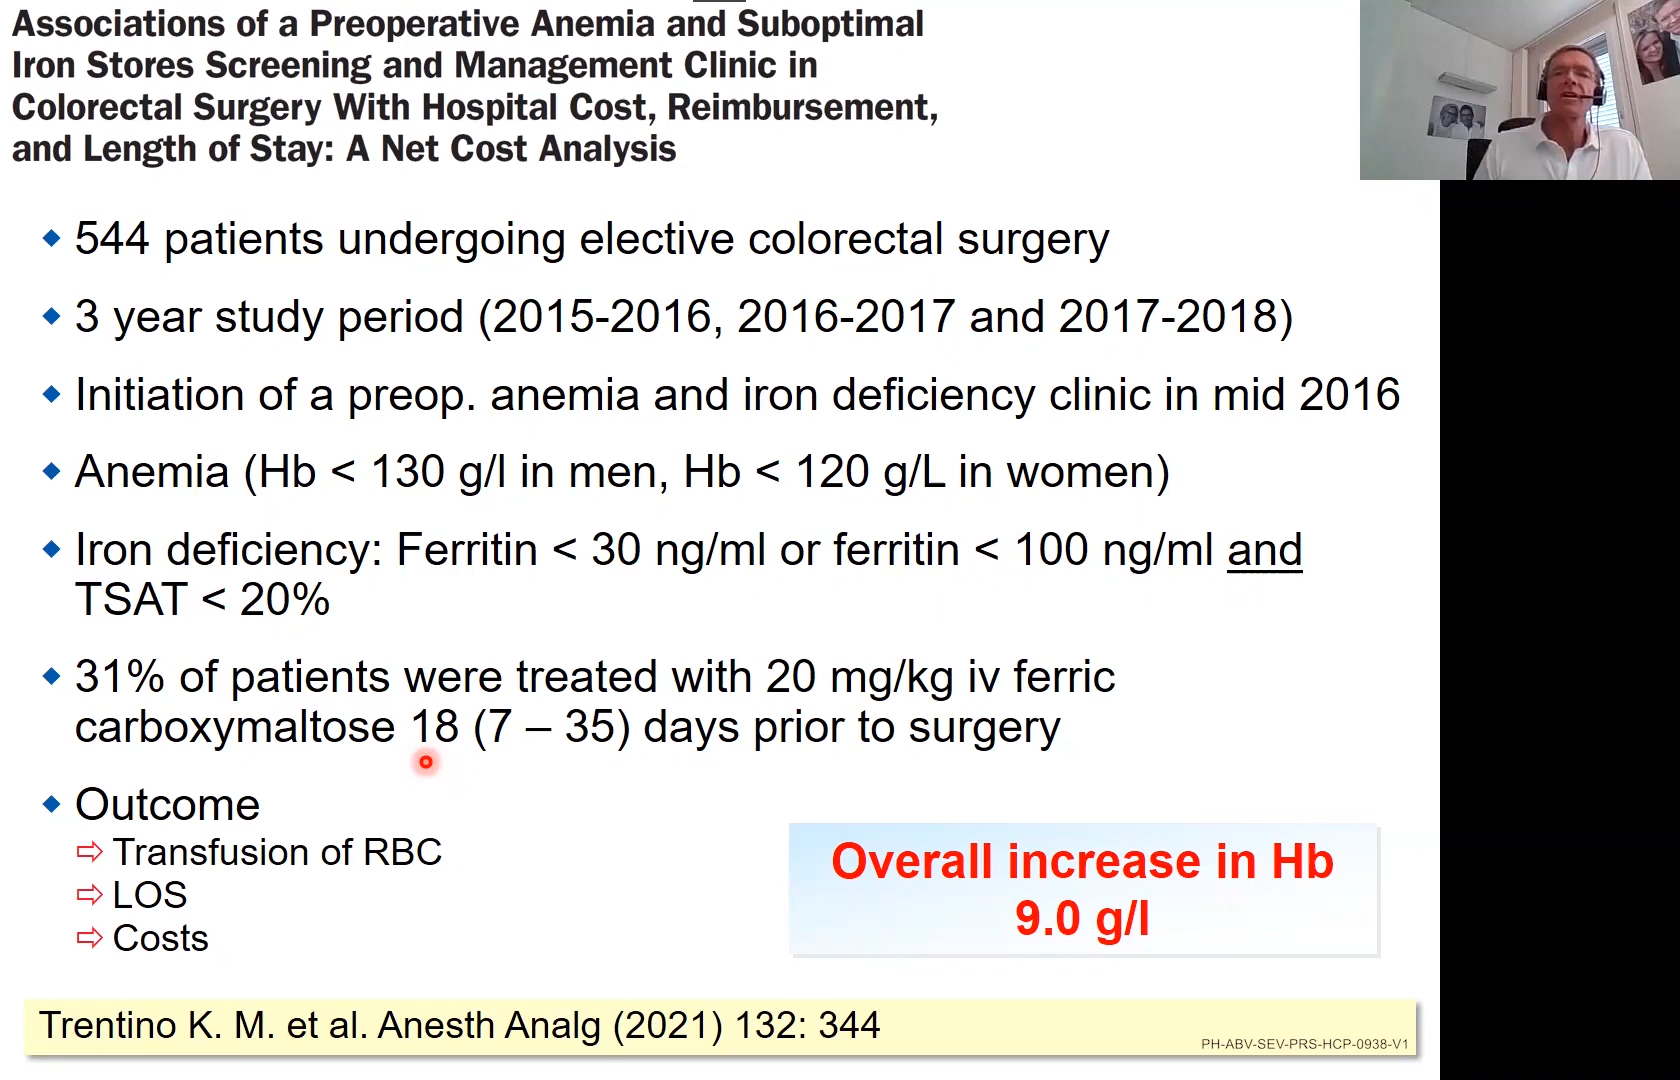 Associations of a Preoperative Anemia and Suboptimal
Iron Stores Screening and Management Clinic in
Colorectal Surgery With Hospital Cost, Reimbursement,
and Length of Stay: A Net Cost Analysis
544 patients undergoing elective colorectal surgery
3 year study period (2015-2016, 2016-2017 and 2017-2018)
Initiation of a preop. anemia and iron deficiency clinic in mid 2016
Anemia (Hb < 130 g/l in men, Hb < 120 g/L in women)
Iron deficiency: Ferritin < 30 ng/ml or ferritin < 100 ng/ml and
TSAT < 20%
31% of patients were treated with 20 mg/kg iv ferric
carboxymaltose 18 (7 – 35) days prior to surgery
Outcome
⇨ Transfusion of RBC
⇨ LOS
⇨ Costs
Overall increase in Hb
9.0 g/l
Trentino K. M. et al. Anesth Analg (2021) 132: 344
PH-ABV-SEV-PRS-HCP-0938-V1